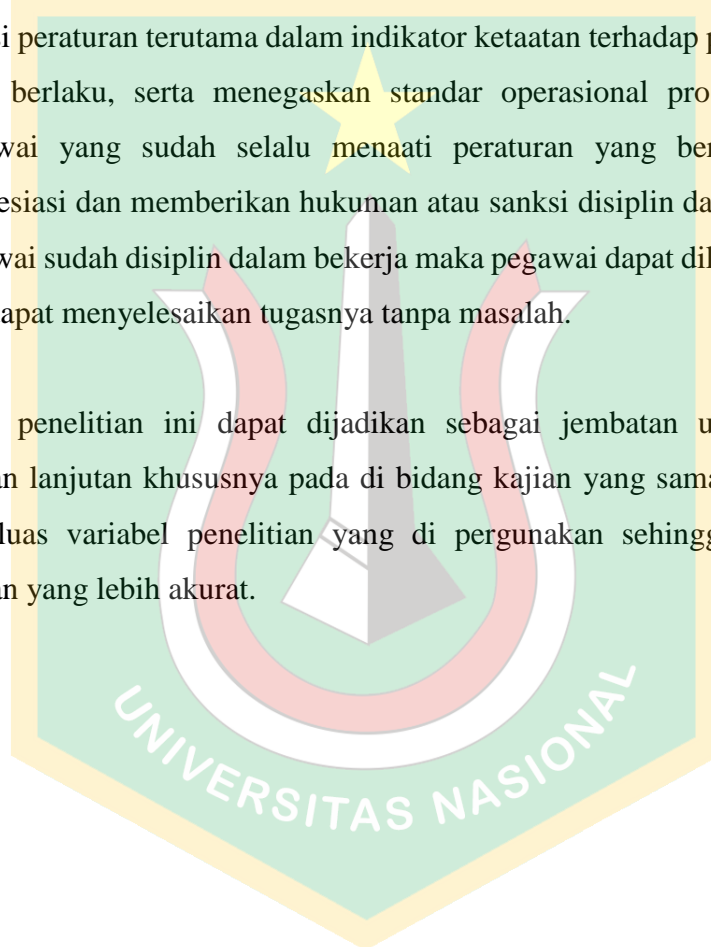 i peraturan terutama dalam indikator ketaatan terhadap p
berlaku, serta menegaskan standar operasional pro
wai yang sudah selalu menaati peraturan yang ber
esiasi dan memberikan hukuman atau sanksi disiplin da
wai sudah disiplin dalam bekerja maka pegawai dapat dil
apat menyelesaikan tugasnya tanpa masalah.
penelitian ini dapat dijadikan sebagai jembatan u
an lanjutan khususnya pada di bidang kajian yang sama
luas variabel penelitian yang di pergunakan sehingg
an yang lebih akurat.
UNIVERSITAS NASIONAL